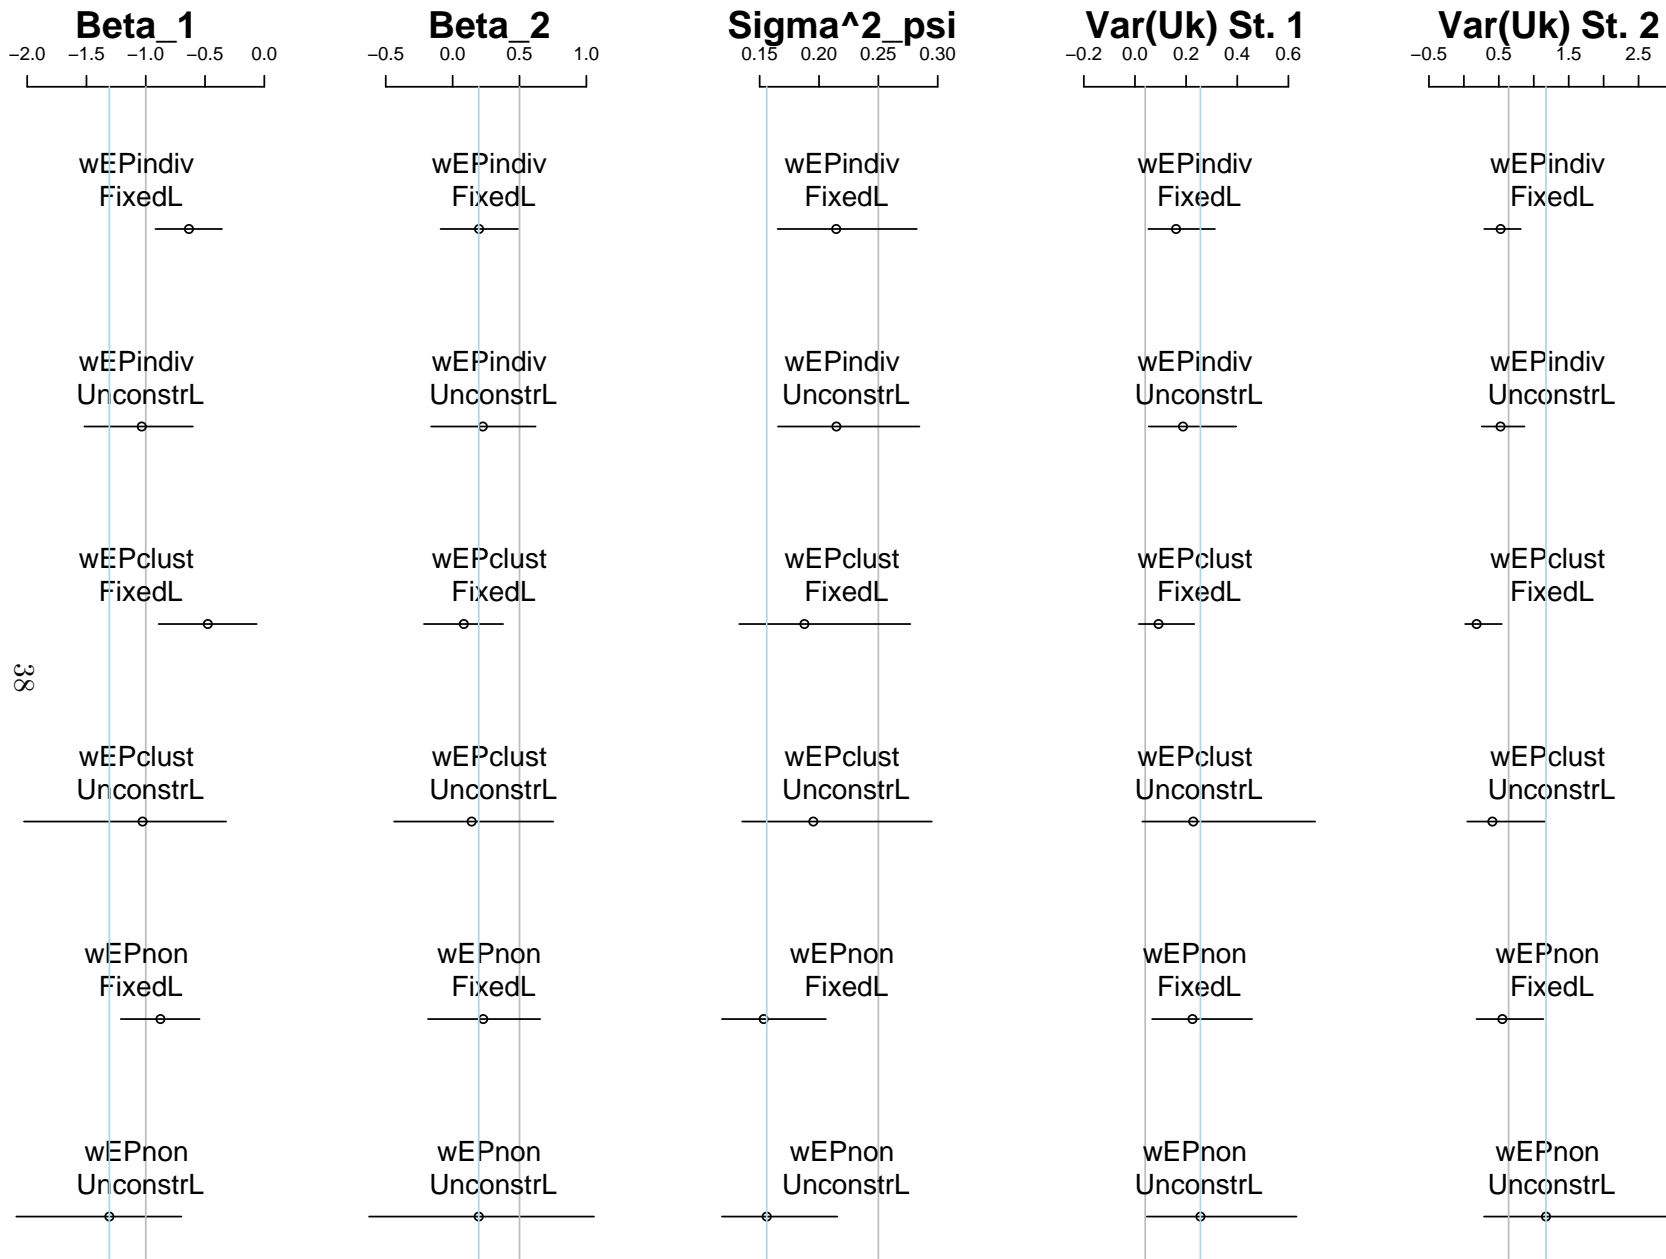 Beta_1 Beta_2 Sigma^2_psi Var(Uk) St. 1 Var(Uk) St. 2
−2.0 −1.5 −1.0 −0.5 0.0 −0.5 0.0 0.5 1.0 0.15 0.20 0.25 0.30 −0.2 0.0 0.2 0.4 0.6 −0.5 0.5 1.5 2.5
wEPindiv wEPindiv wEPindiv wEPindiv wEPindiv
FixedL FixedL FixedL FixedL FixedL
wEPindiv wEPindiv wEPindiv wEPindiv wEPindiv
UnconstrL UnconstrL UnconstrL UnconstrL UnconstrL
wEPclust wEPclust wEPclust wEPclust wEPclust
FixedL FixedL FixedL FixedL FixedL
38
wEPclust wEPclust wEPclust wEPclust wEPclust
UnconstrL UnconstrL UnconstrL UnconstrL UnconstrL
wEPnon wEPnon wEPnon wEPnon wEPnon
FixedL FixedL FixedL FixedL FixedL
wEPnon wEPnon wEPnon wEPnon wEPnon
UnconstrL UnconstrL UnconstrL UnconstrL UnconstrL